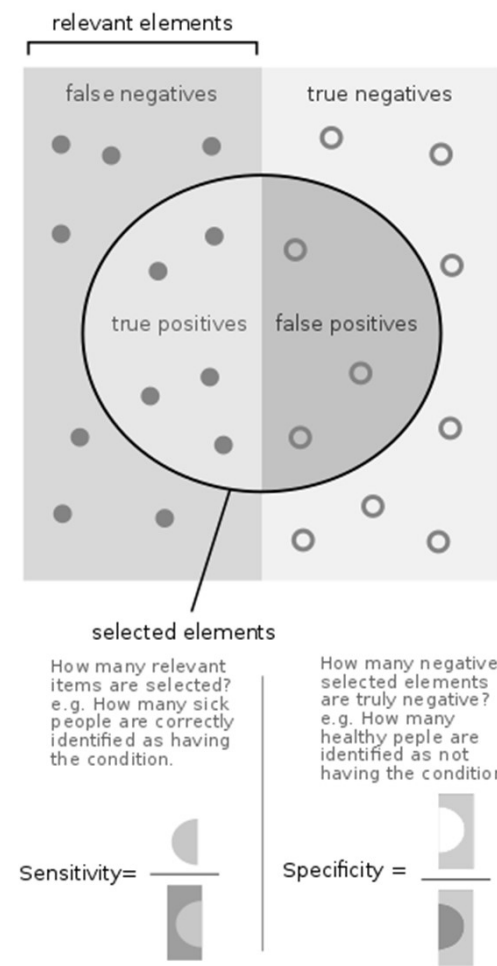 relevant elements
false negatives
true negatives
true positives
false positives
selected elements
How many relevant
items are selected?
e.g. How many sick
people are correctly
identified as having
the condition.
How many negative
selected elements
are truly negative?
e.g. How many
healthy peple are
identified as not
having the condition
Sensitivity=
Specificity =